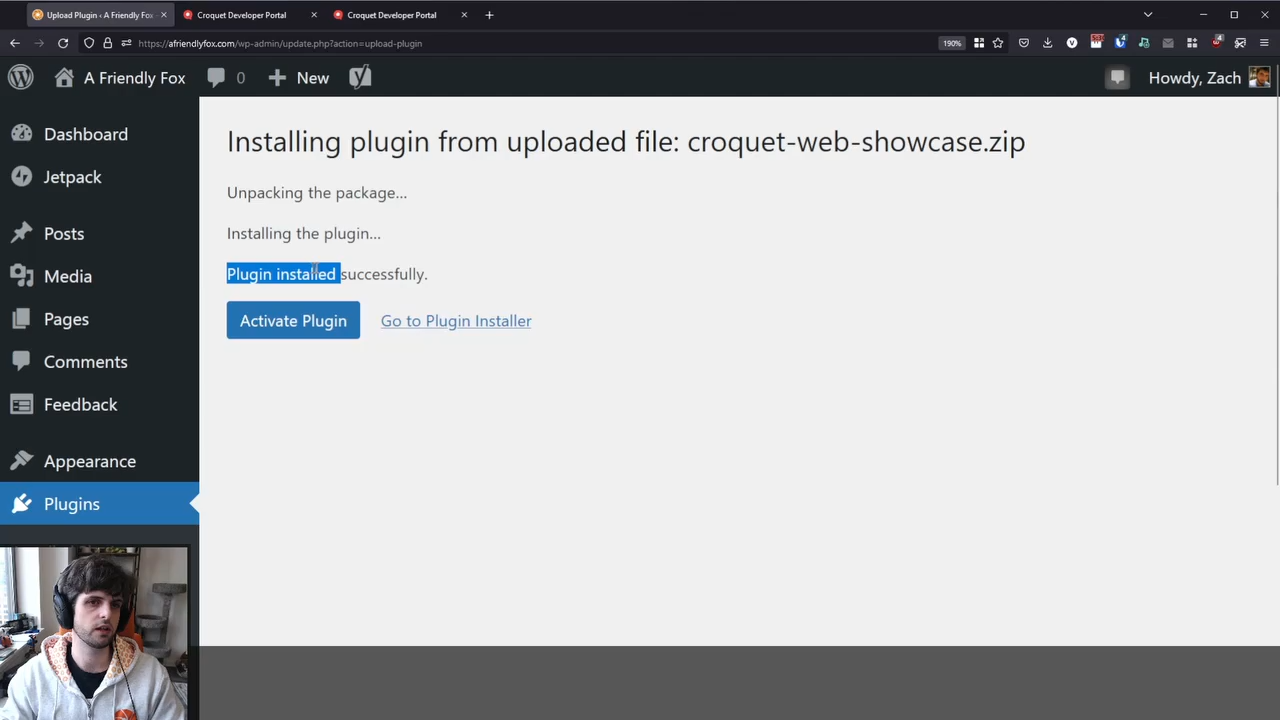 Upload Plugin ‹ A Friendly Fox
Croquet Developer Portal
Croquet Developer Portal
https://afriendlyfox.com/wp-admin/update.php?action=upload-plugin
190%
A Friendly Fox
0
New
Howdy, Zach
Dashboard
Jetpack
Posts
Media
Pages
Comments
Feedback
Appearance
Plugins
Installing plugin from uploaded file: croquet-web-showcase.zip
Unpacking the package…
Installing the plugin…
Plugin installed successfully.
Activate Plugin
Go to Plugin Installer